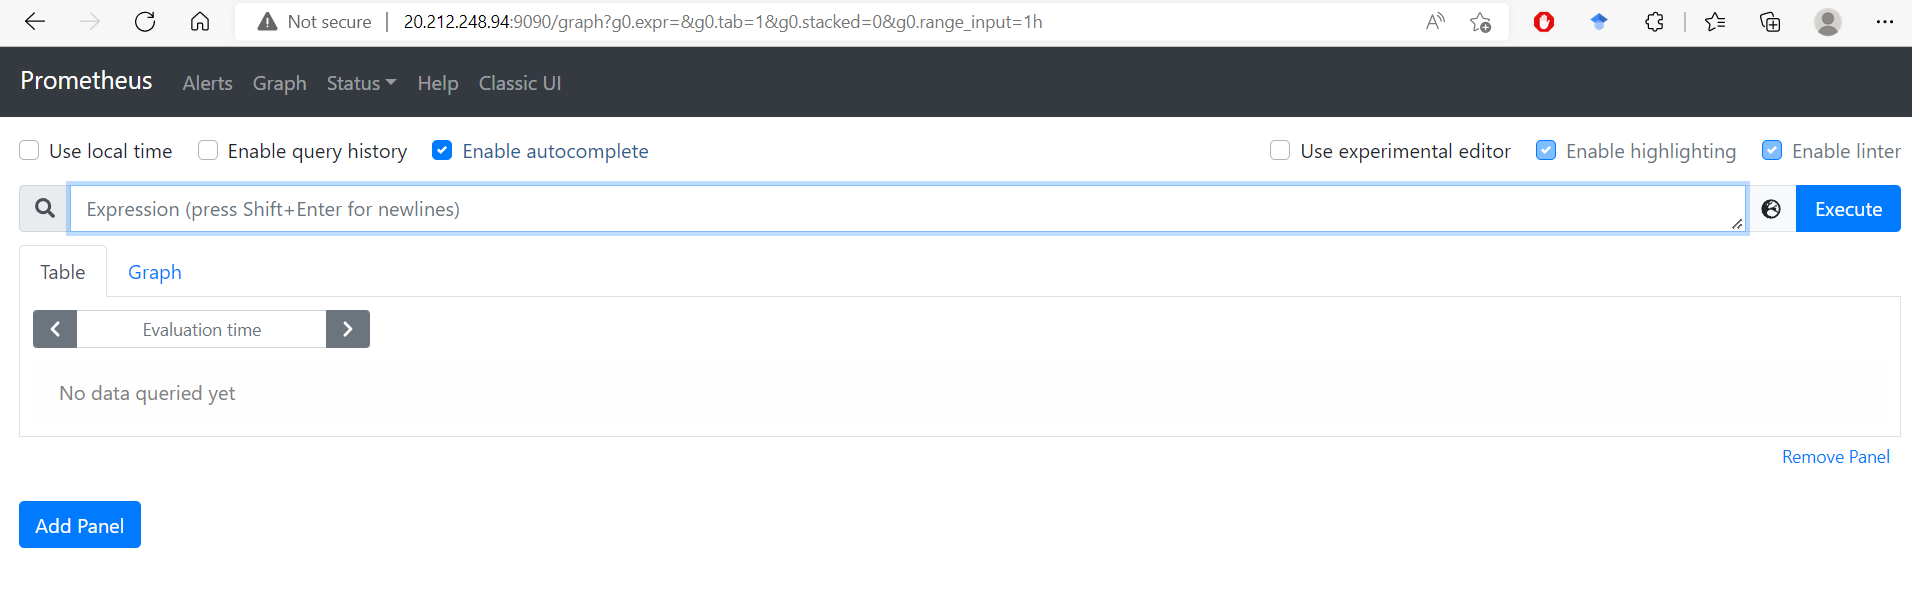 Not secure | 20.212.248.94:9090/graph?g0.expr=&g0.tab=1&g0.stacked=0&g0.range_input=1h
Prometheus Alerts Graph Status Help Classic UI
Use local time Enable query history Enable autocomplete Use experimental editor Enable highlighting Enable linter
Expression (press Shift+Enter for newlines) Execute
Table Graph
Evaluation time
No data queried yet
Remove Panel
Add Panel